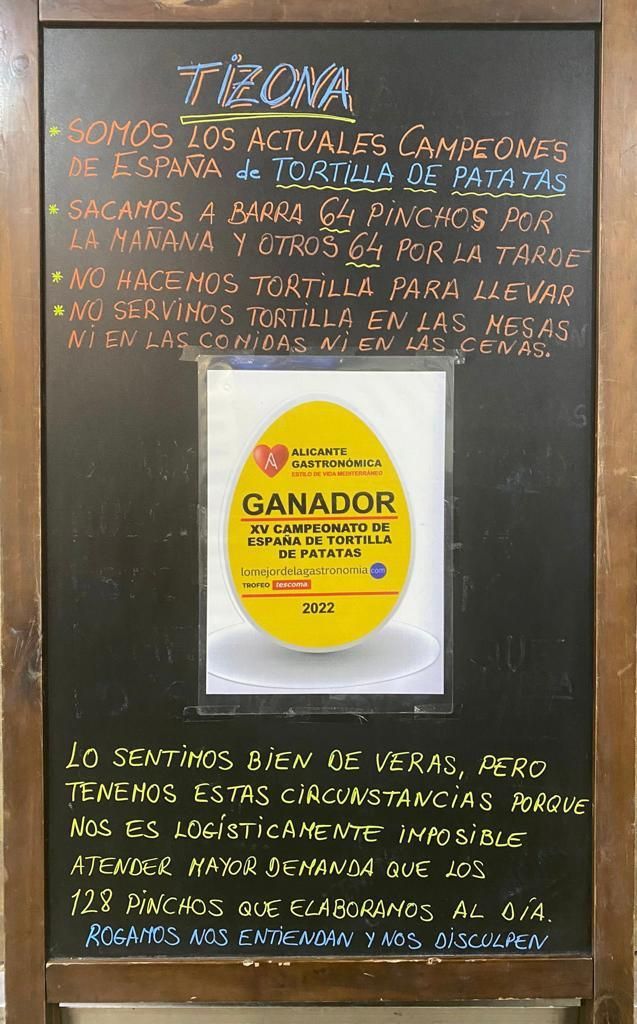 TIZONA
* SOMOS LOS ACTUALES CAMPEONES
DE ESPAÑA de TORTILLA DE PATATAS
* SACAMOS A BARRA 64 PINCHOS POR
LA MAÑANA Y OTROS 64 POR LA TARDE
* NO HACEMOS TORTILLA PARA LLEVAR
* NO SERVIMOS TORTILLA EN LAS MESAS
NI EN LAS COMIDAS NI EN LAS CENAS.
A
ALICANTE
GASTRONÓMICA
ESTILO DE VIDA MEDITERRÁNEO
GANADOR
XV CAMPEONATO DE
ESPAÑA DE TORTILLA
DE PATATAS
lomejordelagastronomia.com
TROFEO tescoma
2022
LO SENTIMOS BIEN DE VERAS, PERO
TENEMOS ESTAS CIRCUNSTANCIAS PORQUE
NOS ES LOGÍSTICAMENTE IMPOSIBLE
ATENDER MAYOR DEMANDA QUE LOS
128 PINCHOS QUE ELABORAMOS AL DÍA.
ROGAMOS NOS ENTIENDAN Y NOS DISCULPEN